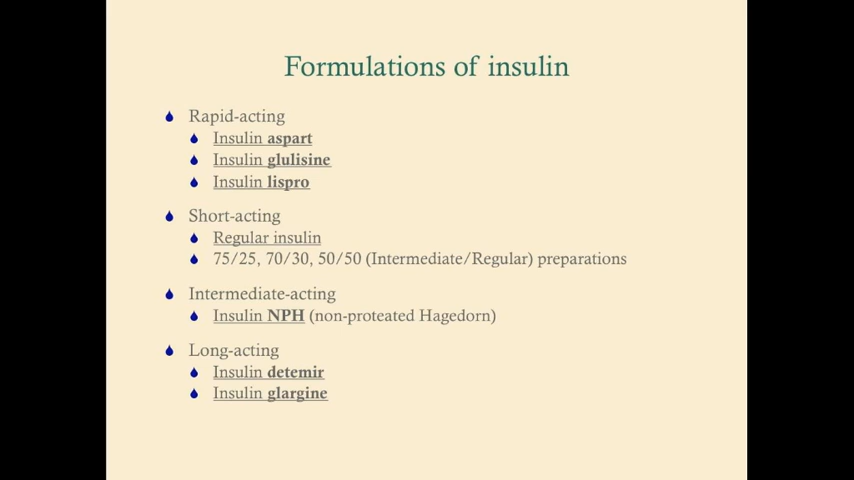 Formulations of insulin
Rapid-acting
Insulin aspart
Insulin glulisine
Insulin lispro
Short-acting
Regular insulin
75/25, 70/30, 50/50 (Intermediate/Regular) preparations
Intermediate-acting
Insulin NPH (non-proteated Hagedorn)
Long-acting
Insulin detemir
Insulin glargine